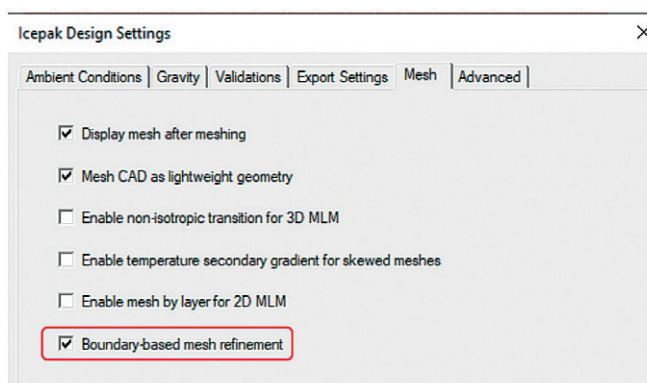 Icepak Design Settings
Ambient Conditions | Gravity | Validations | Export Settings | Mesh | Advanced |
Display mesh after meshing
Mesh CAD as lightweight geometry
Enable non-isotropic transition for 3D MLM
Enable temperature secondary gradient for skewed meshes
Enable mesh by layer for 2D MLM
Boundary-based mesh refinement